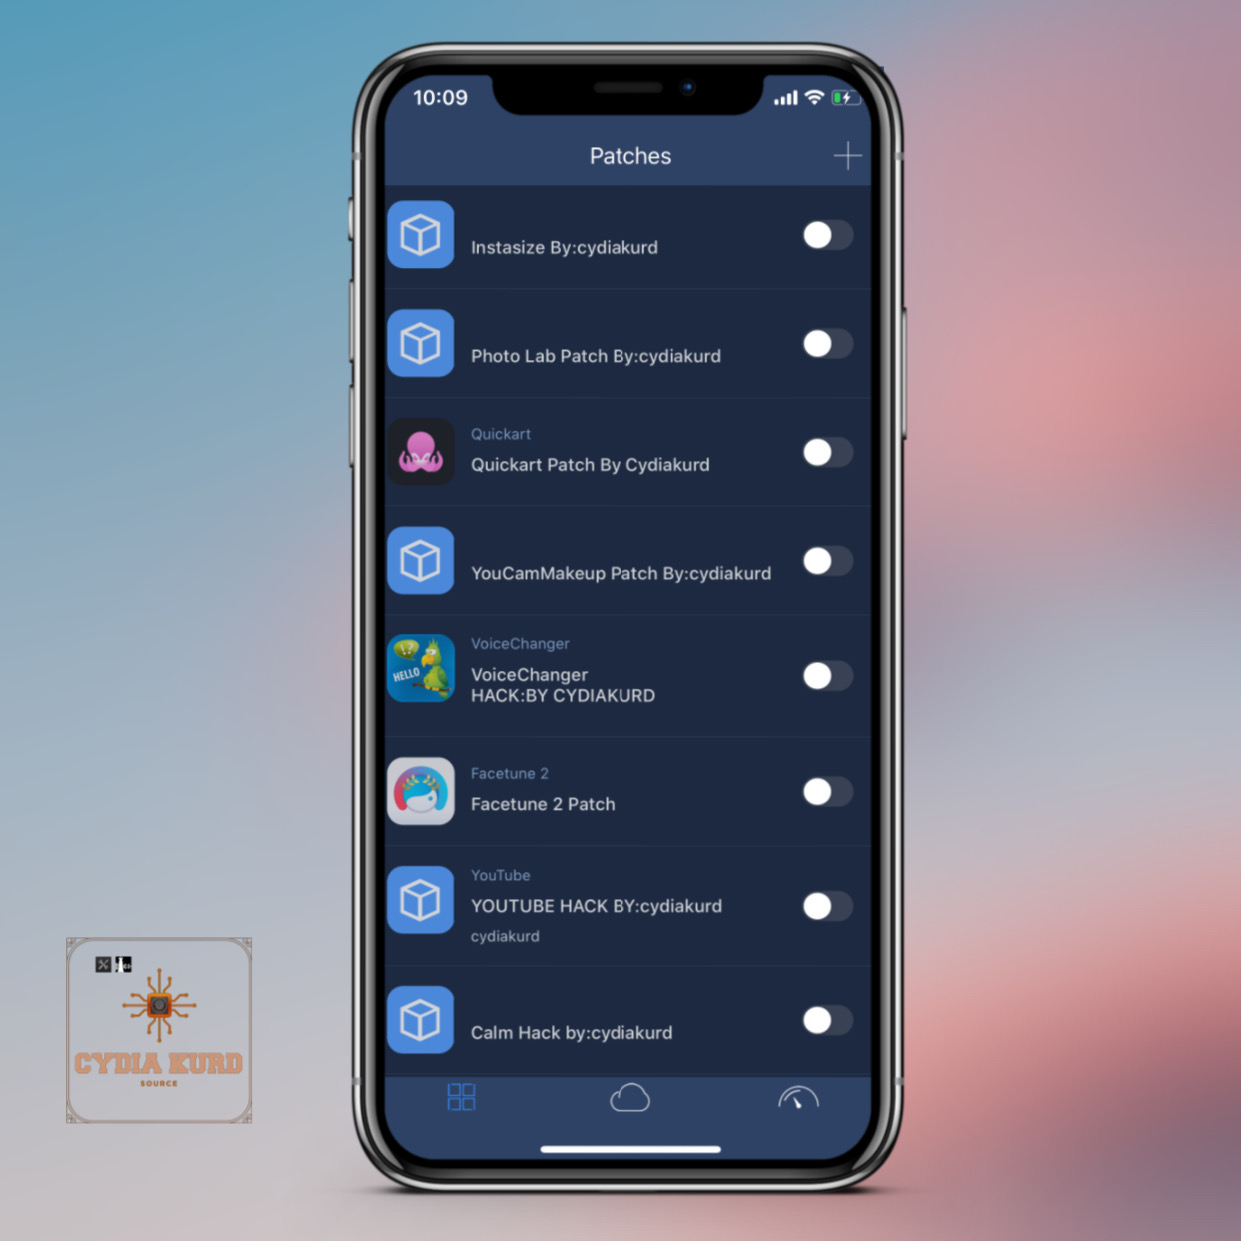 10:09
Patches
Instasize By:cydiakurd
Photo Lab Patch By:cydiakurd
Quickart
Quickart Patch By Cydiakurd
YouCamMakeup Patch By:cydiakurd
!?
HELLO
VoiceChanger
VoiceChanger
HACK:BY CYDIAKURD
Facetune 2
Facetune 2 Patch
YouTube
YOUTUBE HACK BY:cydiakurd
cydiakurd
Calm Hack by:cydiakurd
CYDIA KURD
SOURCE